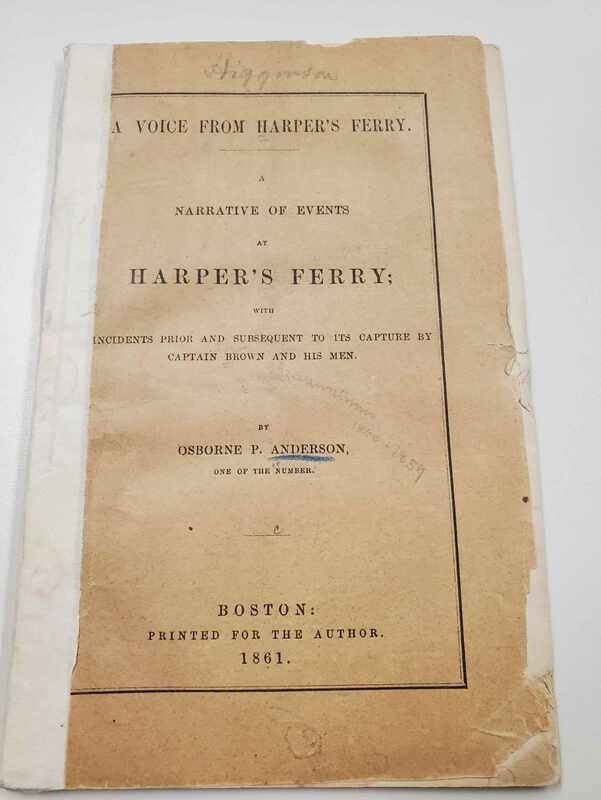 Higginson
A VOICE FROM HARPER'S FERRY.
A
NARRATIVE OF EVENTS
AT
HARPER'S FERRY;
WITH
INCIDENTS PRIOR AND SUBSEQUENT TO ITS CAPTURE BY
CAPTAIN BROWN AND HIS MEN.
BY
OSBORNE P. ANDERSON,
ONE OF THE NUMBER.
BOSTON:
PRINTED FOR THE AUTHOR.
1861.